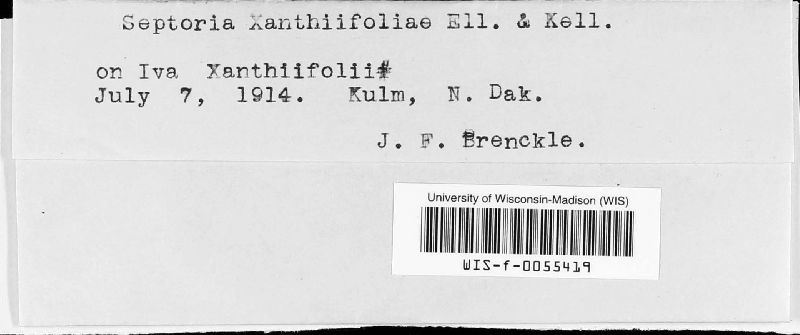 Septoria Xanthiifoliae Ell. & Kell.
on Iva Xanthiifolii
July 7, 1914. Kulm, N. Dak.
J. F. Brenckle.
University of Wisconsin-Madison (WIS)
WIS-f-0055419